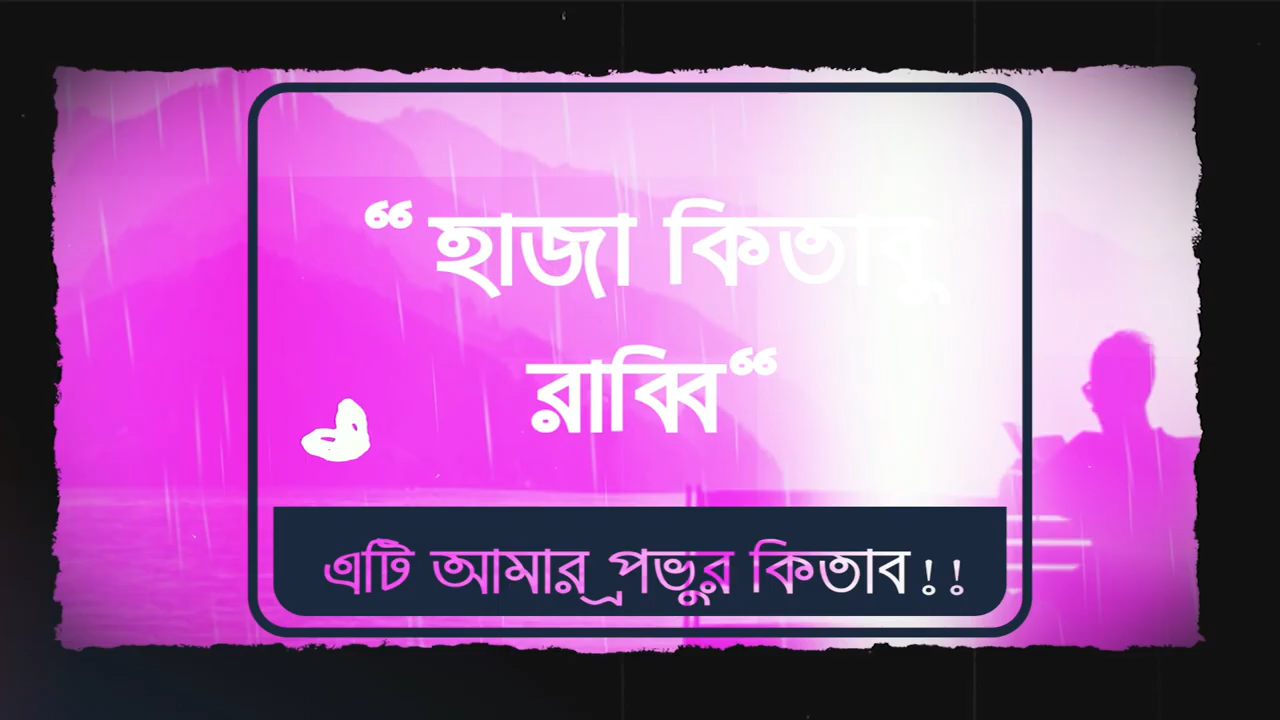 “ হাজা কিতাবু
রাব্বি“
এটি আমার প্রভুর কিতাব!!